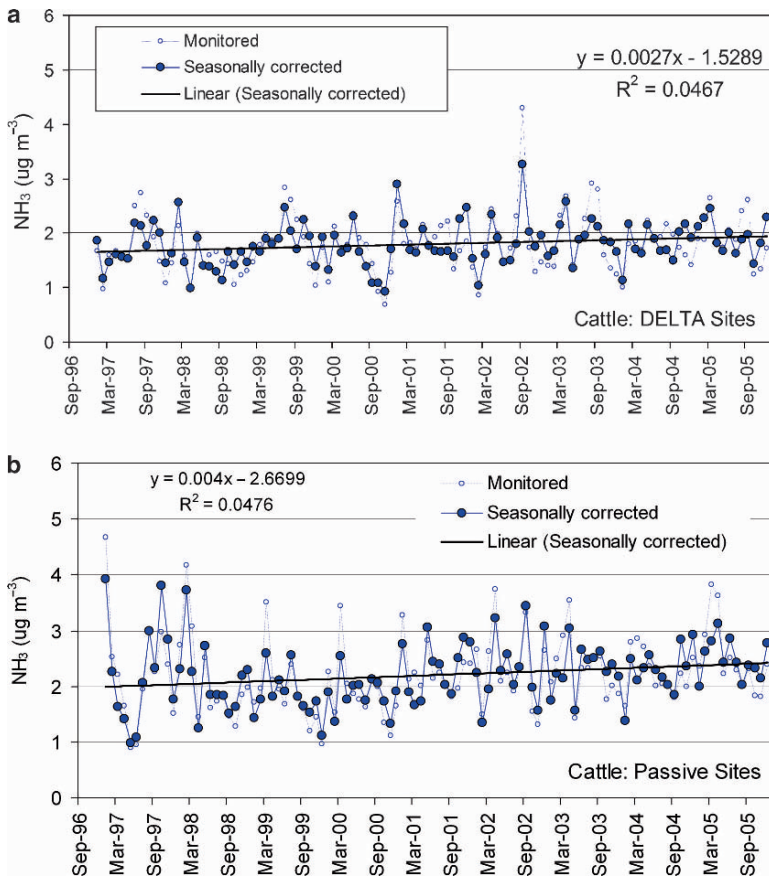 a
6
5
4
3
2
1
0
NH3 (ug m−3)
Monitored
Seasonally corrected
Linear (Seasonally corrected)
y = 0.0027x - 1.5289
R2 = 0.0467
Cattle: DELTA Sites
Sep-96
Mar-97
Sep-97
Mar-98
Sep-98
Mar-99
Sep-99
Mar-00
Sep-00
Mar-01
Sep-01
Mar-02
Sep-02
Mar-03
Sep-03
Mar-04
Sep-04
Mar-05
Sep-05
b
6
5
4
3
2
1
0
NH3 (ug m−3)
y = 0.004x − 2.6699
R2 = 0.0476
Monitored
Seasonally corrected
Linear (Seasonally corrected)
Cattle: Passive Sites
Sep-96
Mar-97
Sep-97
Mar-98
Sep-98
Mar-99
Sep-99
Mar-00
Sep-00
Mar-01
Sep-01
Mar-02
Sep-02
Mar-03
Sep-03
Mar-04
Sep-04
Mar-05
Sep-05